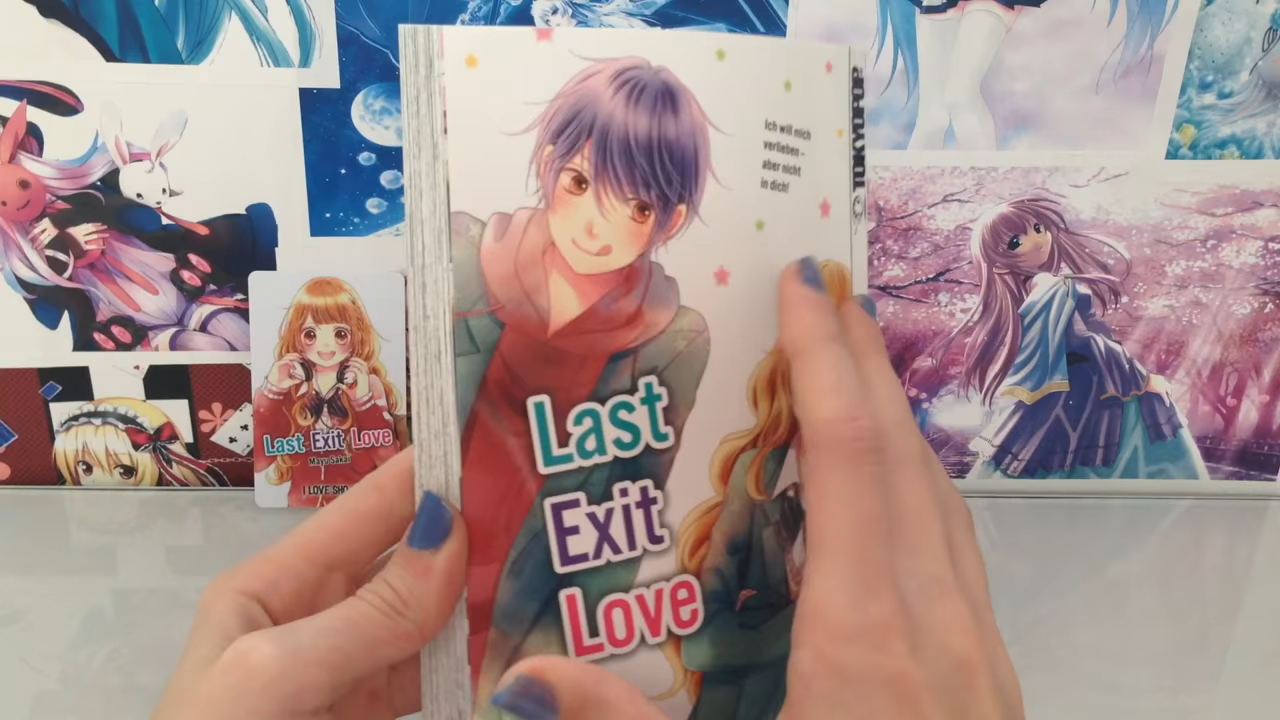 Ich will mich
verlieben –
aber nicht
in dich!
TOKYOPOP
Last
Exit
Love
Last Exit Love
Mayu Sakai
I LOVE SHO